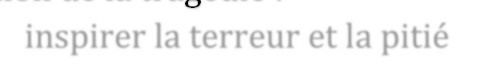 inspirer la terreur et la pitié